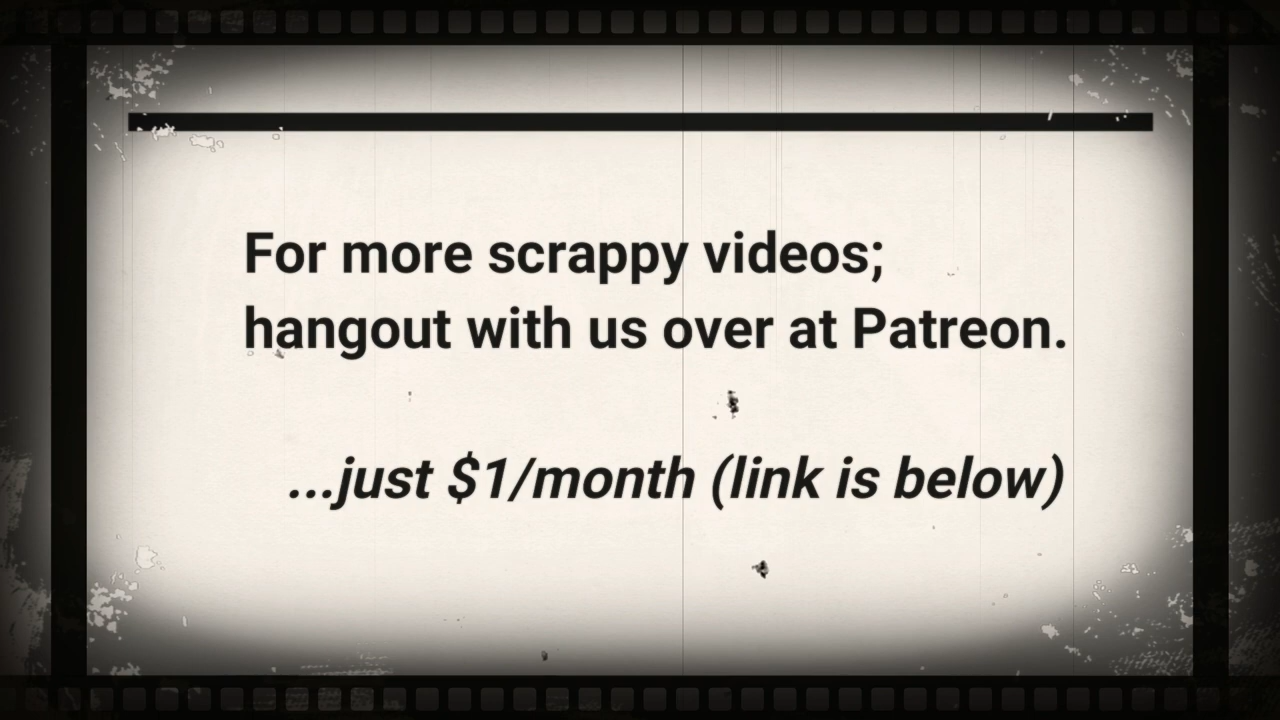 For more scrappy videos;
hangout with us over at Patreon.
...just $1/month (link is below)